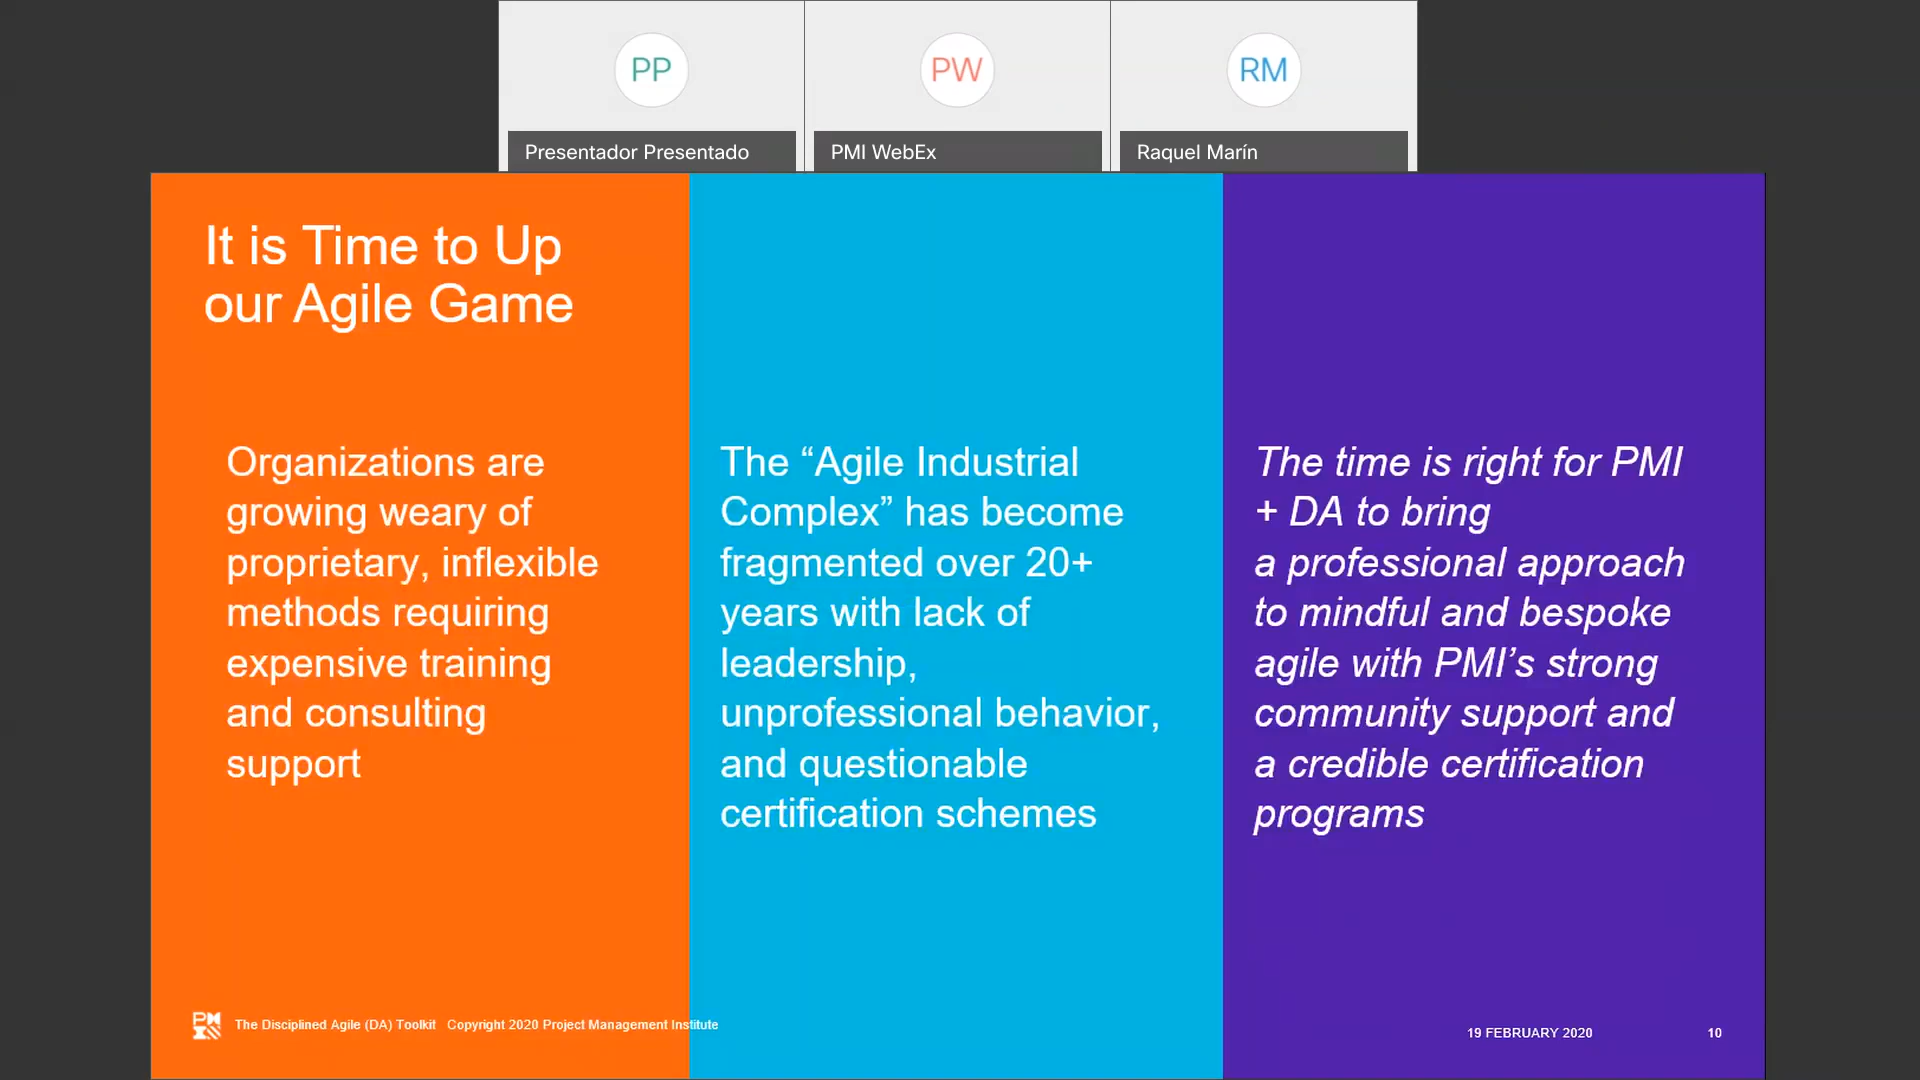 PP
PW
RM
Presentador Presentado
PMI WebEx
Raquel Marín
It is Time to Up
our Agile Game
Organizations are
growing weary of
proprietary, inflexible
methods requiring
expensive training
and consulting
support
The “Agile Industrial
Complex” has become
fragmented over 20+
years with lack of
leadership,
unprofessional behavior,
and questionable
certification schemes
The time is right for PMI
+ DA to bring
a professional approach
to mindful and bespoke
agile with PMI’s strong
community support and
a credible certification
programs
The Disciplined Agile (DA) Toolkit Copyright 2020 Project Management Institute
19 FEBRUARY 2020
10